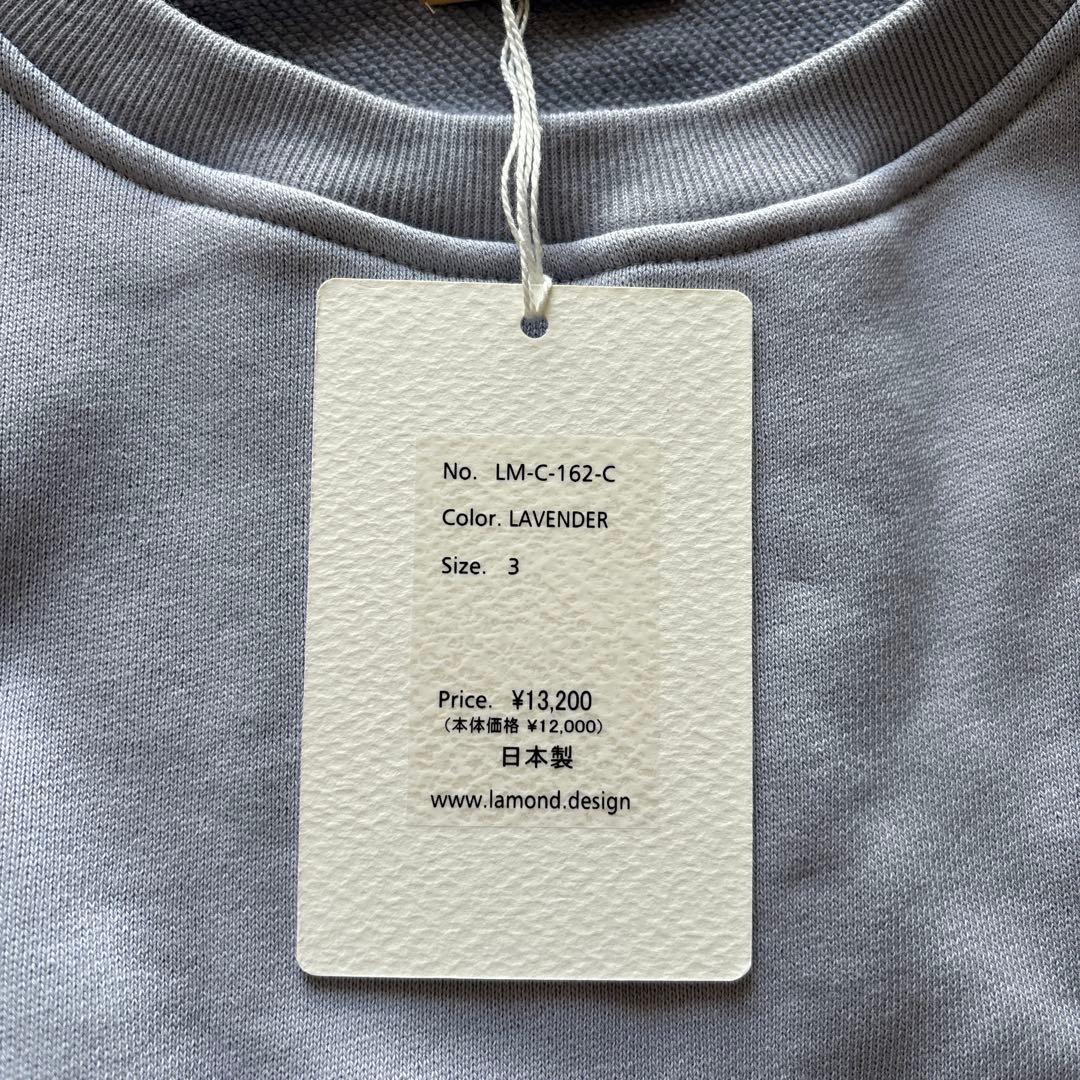 No. LM-C-162-C
Color. LAVENDER
Size. 3
Price. ¥13,200
（本体価格 ¥12,000）
日本製
www.lamond.design